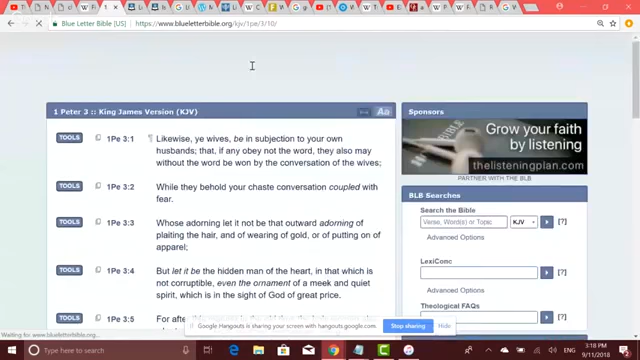 Blue Letter Bible [US] | https://www.blueletterbible.org/kjv/1pe/3/10/
1 Peter 3 :: King James Version (KJV)
Aa
TOOLS 1Pe 3:1 ¶ Likewise, ye wives, be in subjection to your own
husbands; that, if any obey not the word, they also may
without the word be won by the conversation of the wives;
TOOLS 1Pe 3:2 While they behold your chaste conversation coupled with
fear.
TOOLS 1Pe 3:3 Whose adorning let it not be that outward adorning of
plaiting the hair, and of wearing of gold, or of putting on of
apparel;
TOOLS 1Pe 3:4 But let it be the hidden man of the heart, in that which is
not corruptible, even the ornament of a meek and quiet
spirit, which is in the sight of God of great price.
TOOLS 1Pe 3:5
Sponsors
BIBLE
Grow your faith
by listening
thelisteningplan.com
PARTNER WITH THE BLB
BLB Searches
Search the Bible
Verse, Word(s) or Topic KJV [?]
Advanced Options
LexiConc
[?]
Theological FAQs
[?]
Advanced Options
Waiting for www.blueletterbible.org...
Google Hangouts is sharing your screen with hangouts.google.com.
Stop sharing
Hide
Type here to search
3:18 PM
9/11/2018